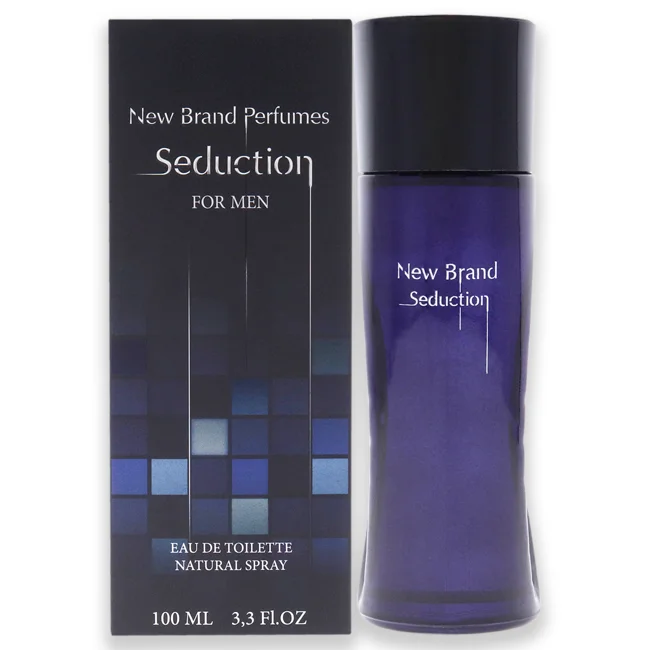 New Brand Perfumes
Seduction
FOR MEN
EAU DE TOILETTE
NATURAL SPRAY
100 ML 3,3 Fl.OZ
New Brand
Seduction